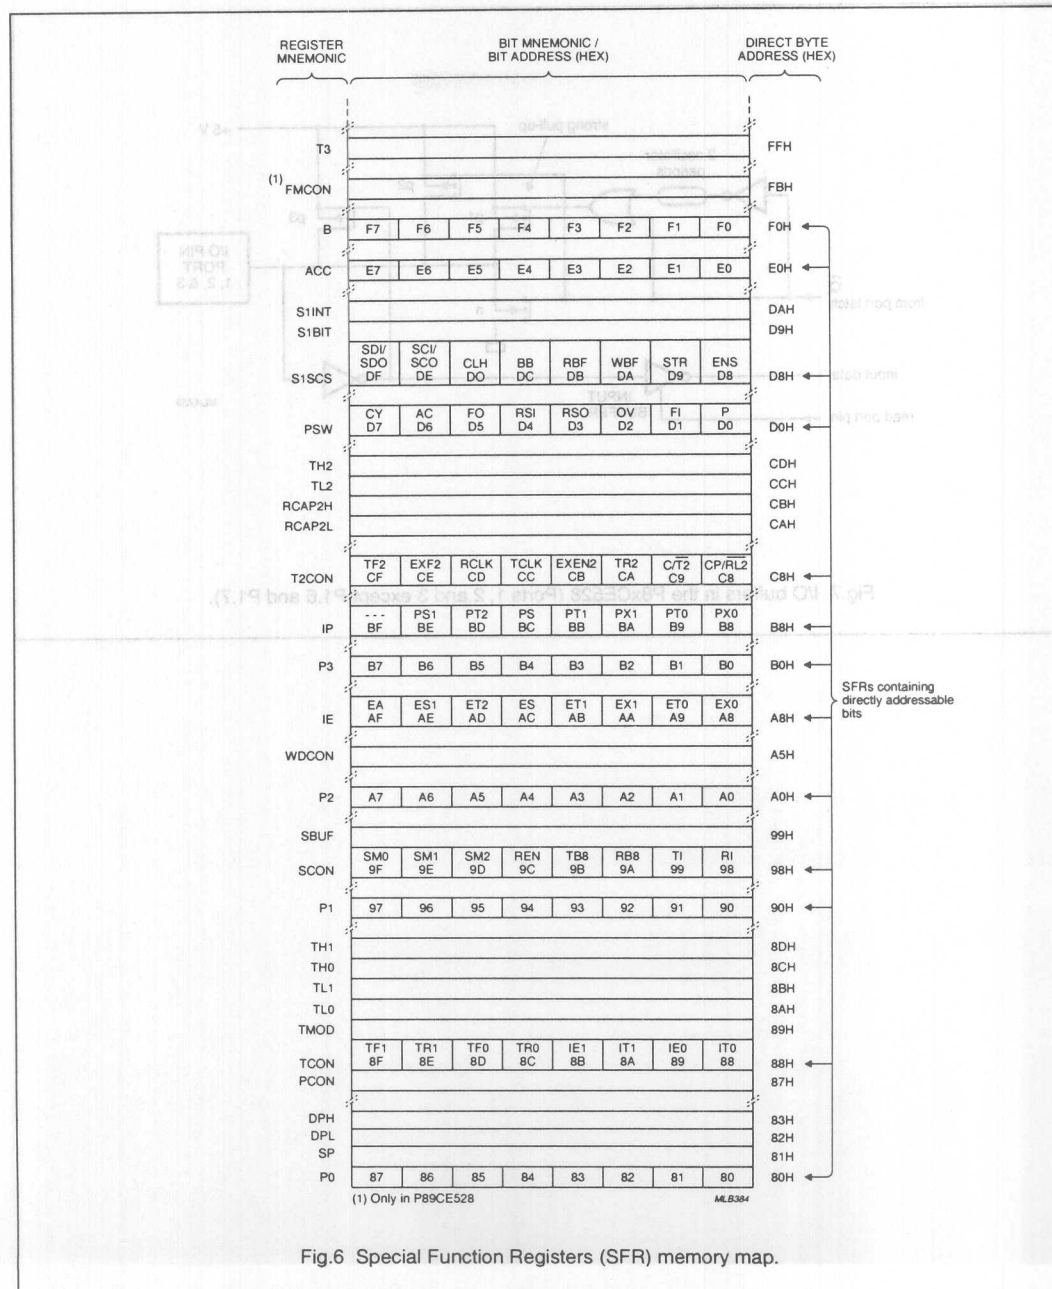 REGISTER MNEMONIC
BIT MNEMONIC / BIT ADDRESS (HEX)
DIRECT BYTE ADDRESS (HEX)
T3 FFH
(1) FMCON FBH
B F7 F6 F5 F4 F3 F2 F1 F0 F0H
ACC E7 E6 E5 E4 E3 E2 E1 E0 E0H
S1INT DAH
S1BIT D9H
SDI/ SCI/
SDO SCO CLH BB RBF WBF STR ENS
S1SCS DF DE DO DC DB DA D9 D8 D8H
CY AC FO RSI RSO OV FI P
PSW D7 D6 D5 D4 D3 D2 D1 D0 D0H
TH2 CDH
TL2 CCH
RCAP2H CBH
RCAP2L CAH
TF2 EXF2 RCLK TCLK EXEN2 TR2 C/T2 CP/RL2
T2CON CF CE CD CC CB CA C9 C8 C8H
--- PS1 PT2 PS PT1 PX1 PT0 PX0
IP BF BE BD BC BB BA B9 B8 B8H
P3 B7 B6 B5 B4 B3 B2 B1 B0 B0H
SFRs containing
directly addressable
bits
EA ES1 ET2 ES ET1 EX1 ET0 EX0
IE AF AE AD AC AB AA A9 A8 A8H
WDCON A5H
P2 A7 A6 A5 A4 A3 A2 A1 A0 A0H
SBUF 99H
SM0 SM1 SM2 REN TB8 RB8 TI RI
SCON 9F 9E 9D 9C 9B 9A 99 98 98H
P1 97 96 95 94 93 92 91 90 90H
TH1 8DH
TH0 8CH
TL1 8BH
TL0 8AH
TMOD 89H
TF1 TR1 TF0 TR0 IE1 IT1 IE0 IT0
TCON 8F 8E 8D 8C 8B 8A 89 88 88H
PCON 87H
DPH 83H
DPL 82H
SP 81H
P0 87 86 85 84 83 82 81 80 80H
(1) Only in P89CE528
MLB384
Fig.6 Special Function Registers (SFR) memory map.